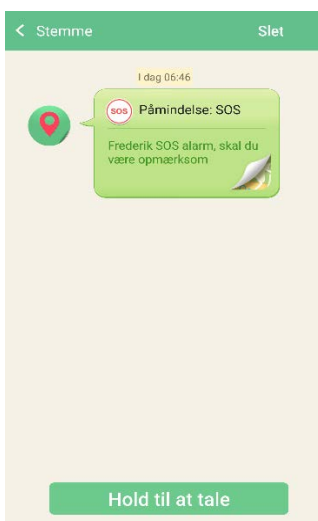 Stemme
Slet
I dag 06:46
SOS
Påmindelse: SOS
Frederik SOS alarm, skal du
være opmærksom
Hold til at tale